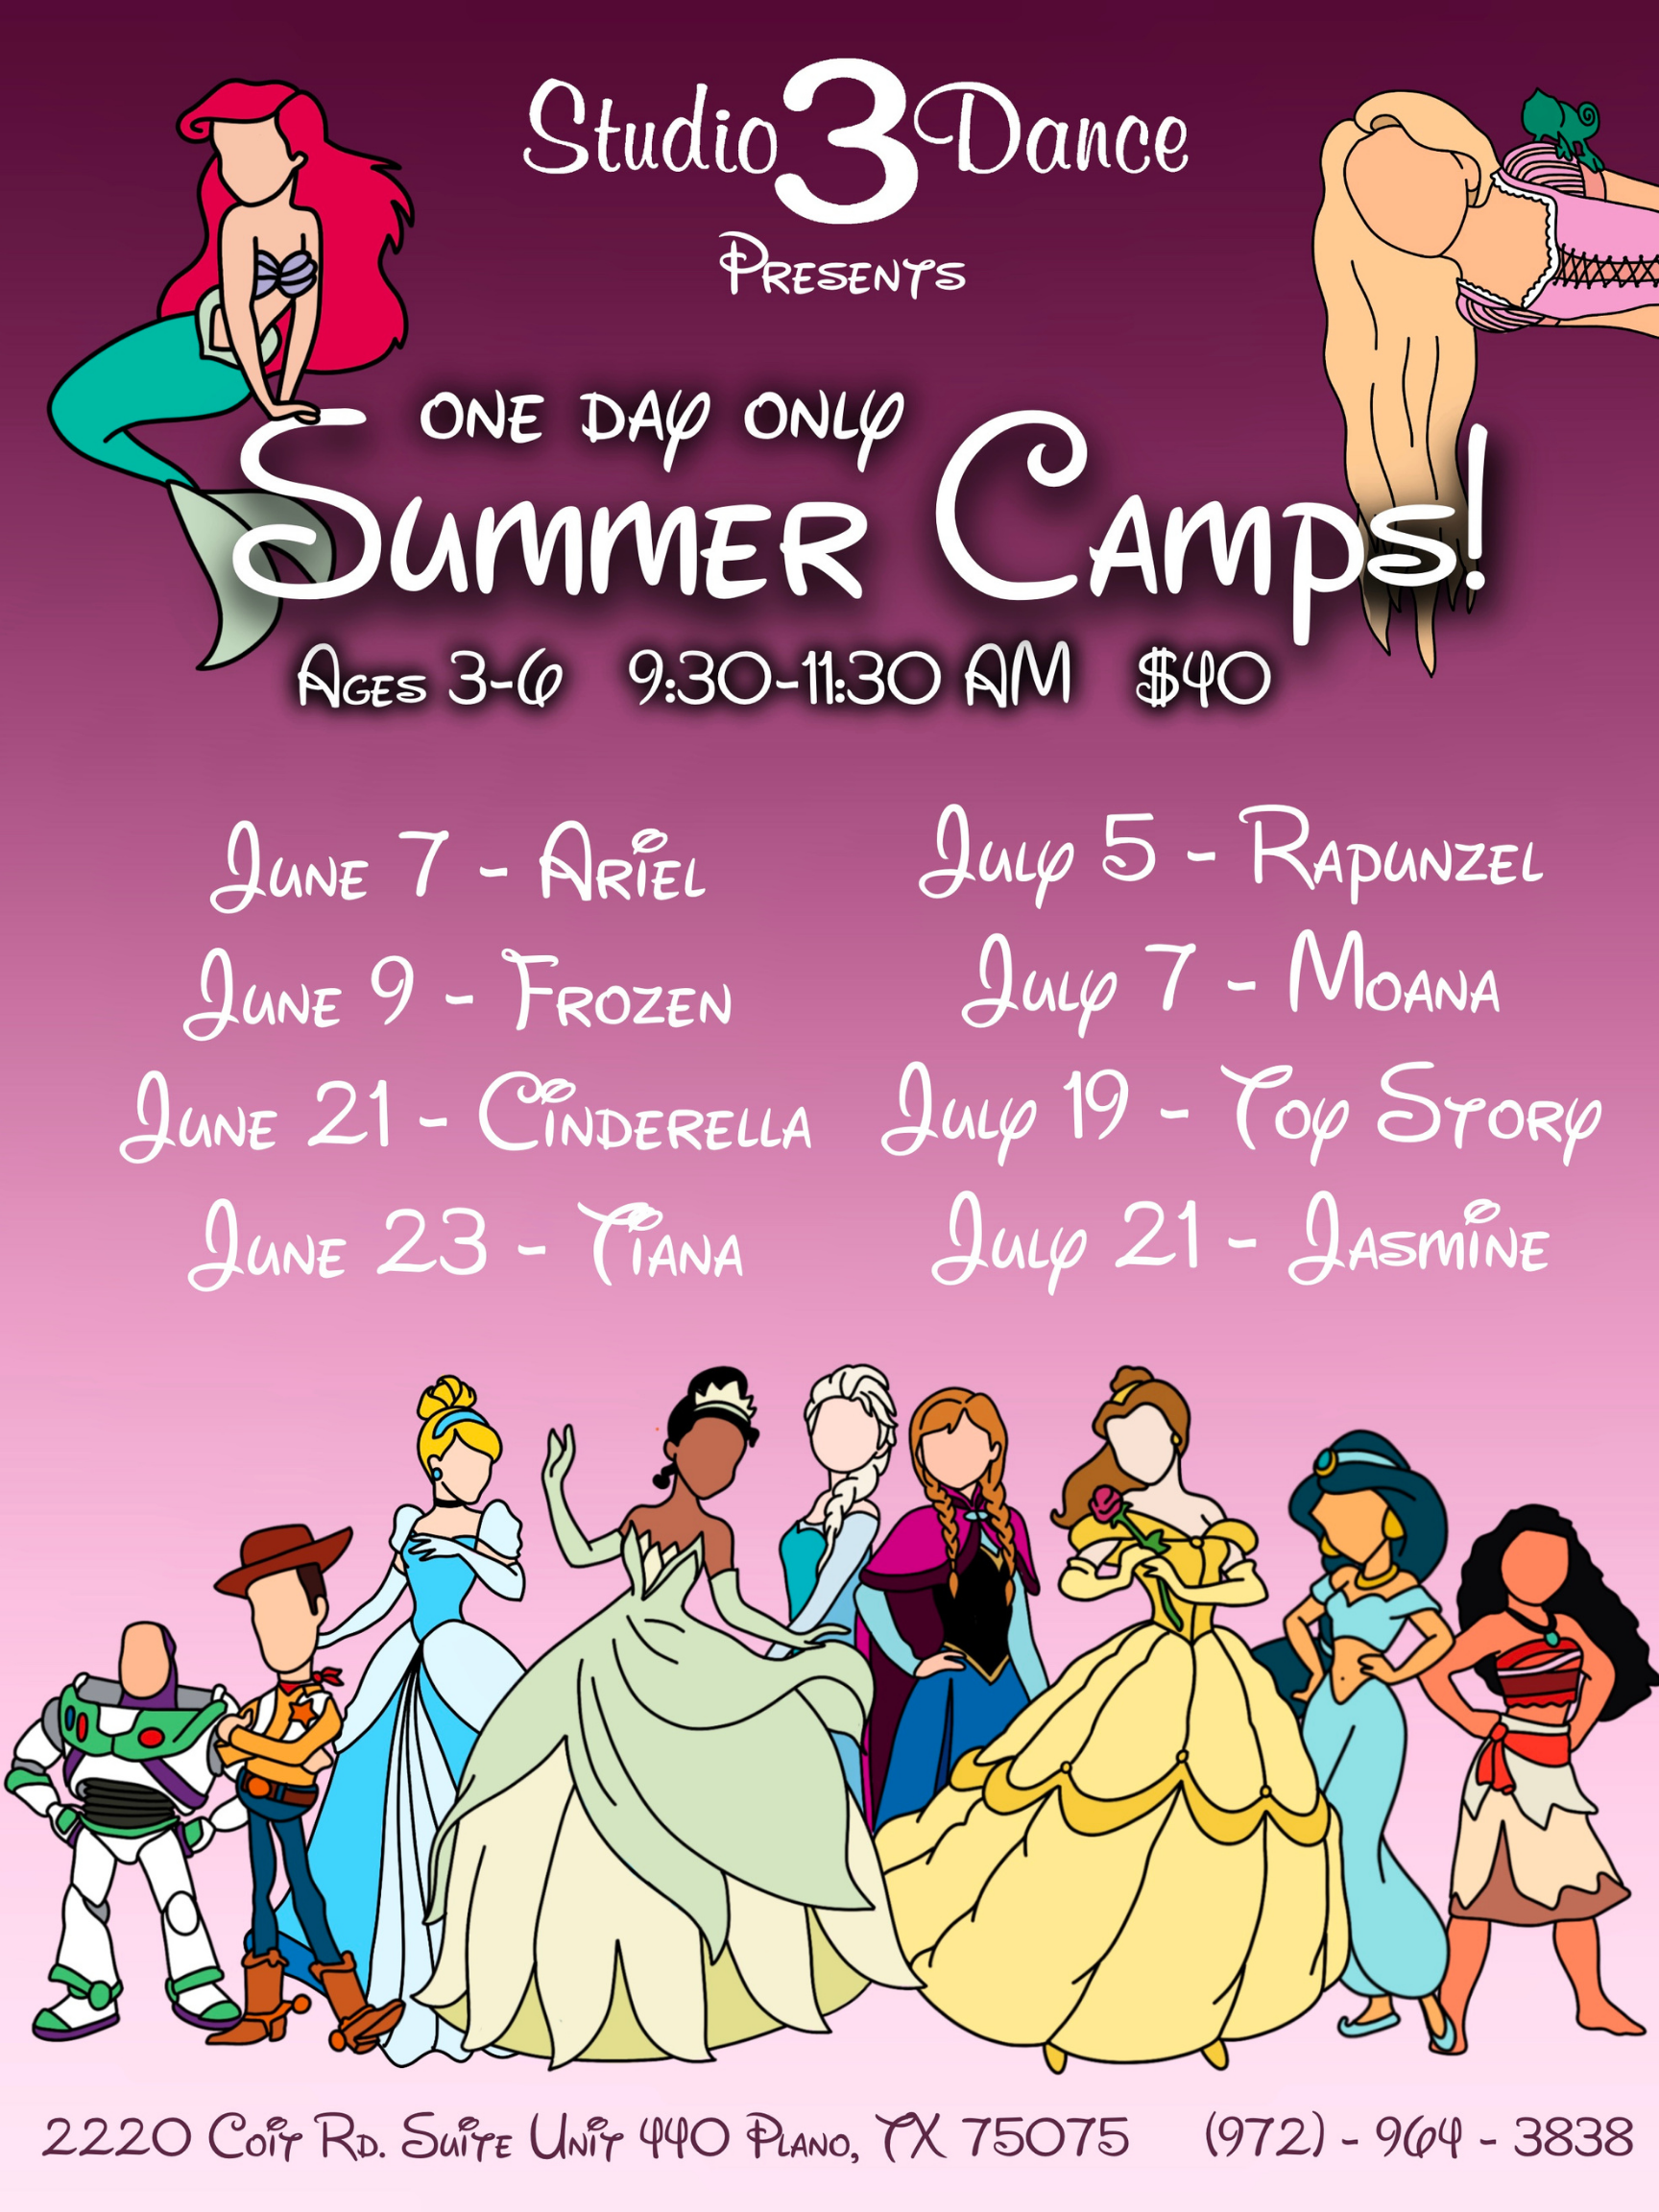 Studio 3 Dance
Presents
one day only
Summer Camps!
Ages 3-6 9:30-11:30 AM $40
June 7 - Ariel
June 9 - Frozen
June 21 - Cinderella
June 23 - Tiana
July 5 - Rapunzel
July 7 - Moana
July 19 - Toy Story
July 21 - Jasmine
2220 Coit Rd. Suite Unit 440 Plano, TX 75075 (972) - 964 - 3838